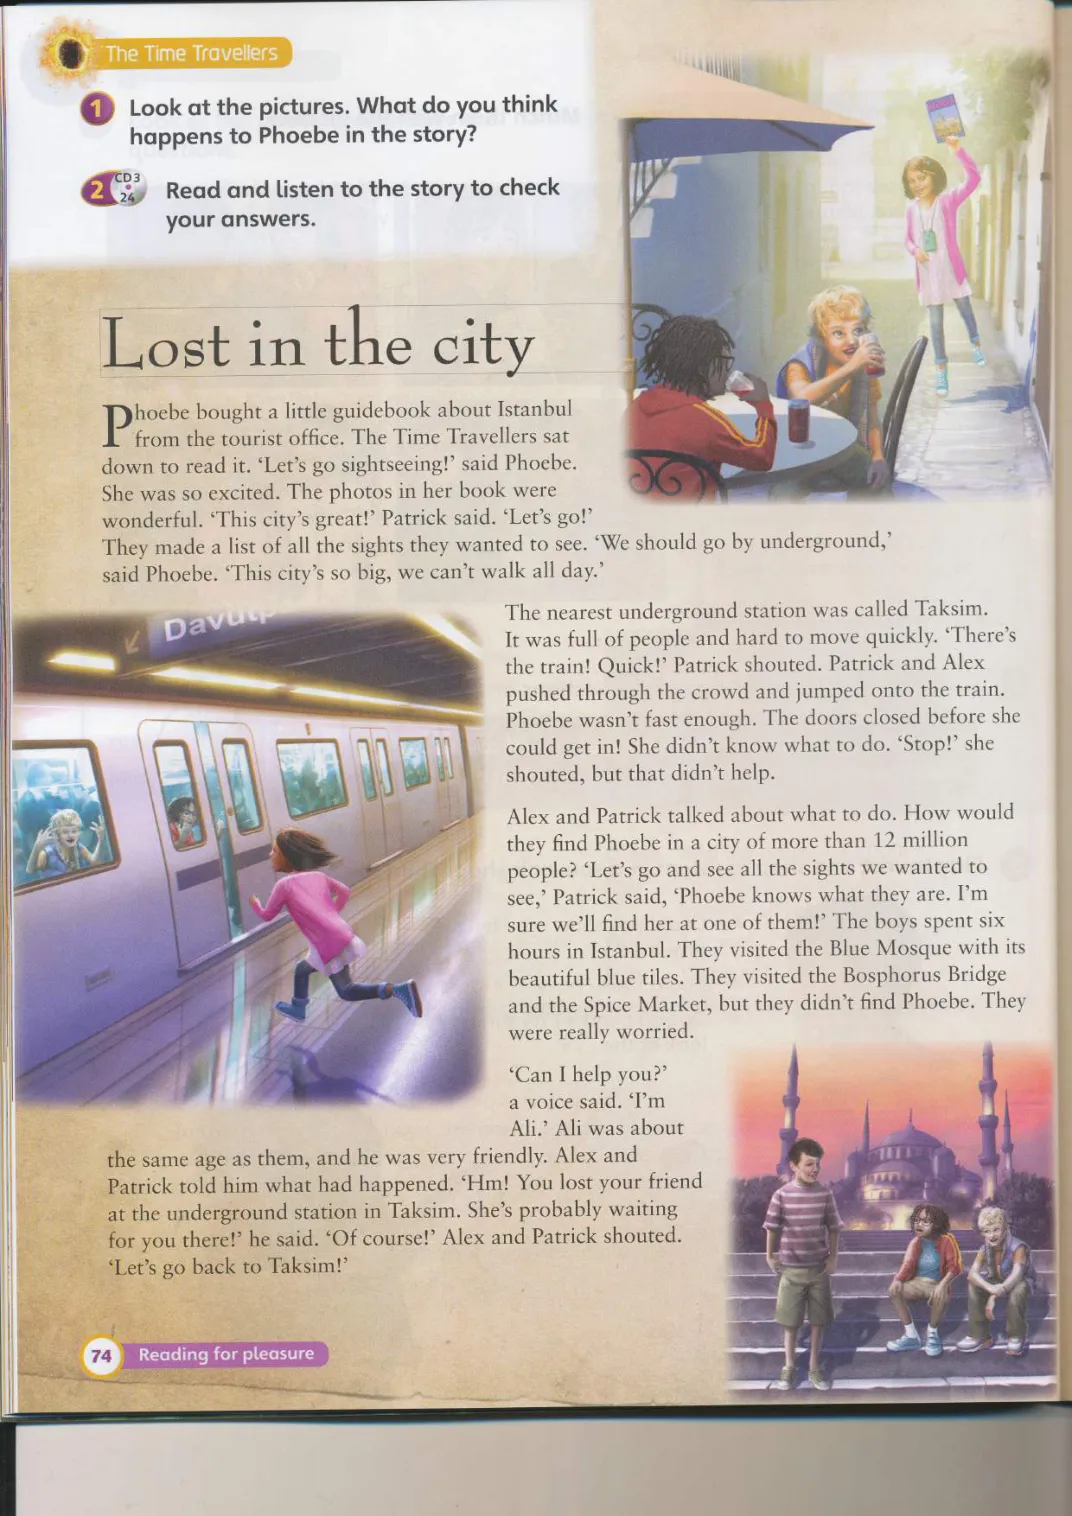 The Time Travellers
1 Look at the pictures. What do you think
happens to Phoebe in the story?
2 CD 3
24
Read and listen to the story to check
your answers.
Lost in the city
Phoebe bought a little guidebook about Istanbul
from the tourist office. The Time Travellers sat
down to read it. ‘Let’s go sightseeing!’ said Phoebe.
She was so excited. The photos in her book were
wonderful. ‘This city’s great!’ Patrick said. ‘Let’s go!’
They made a list of all the sights they wanted to see. ‘We should go by underground,’
said Phoebe. ‘This city’s so big, we can’t walk all day.’
The nearest underground station was called Taksim.
It was full of people and hard to move quickly. ‘There’s
the train! Quick!’ Patrick shouted. Patrick and Alex
pushed through the crowd and jumped onto the train.
Phoebe wasn’t fast enough. The doors closed before she
could get in! She didn’t know what to do. ‘Stop!’ she
shouted, but that didn’t help.
Alex and Patrick talked about what to do. How would
they find Phoebe in a city of more than 12 million
people? ‘Let’s go and see all the sights we wanted to
see,’ Patrick said, ‘Phoebe knows what they are. I’m
sure we’ll find her at one of them!’ The boys spent six
hours in Istanbul. They visited the Blue Mosque with its
beautiful blue tiles. They visited the Bosphorus Bridge
and the Spice Market, but they didn’t find Phoebe. They
were really worried.
‘Can I help you?’
a voice said. ‘I’m
Ali.’ Ali was about
the same age as them, and he was very friendly. Alex and
Patrick told him what had happened. ‘Hm! You lost your friend
at the underground station in Taksim. She’s probably waiting
for you there!’ he said. ‘Of course!’ Alex and Patrick shouted.
‘Let’s go back to Taksim!’
74 Reading for pleasure